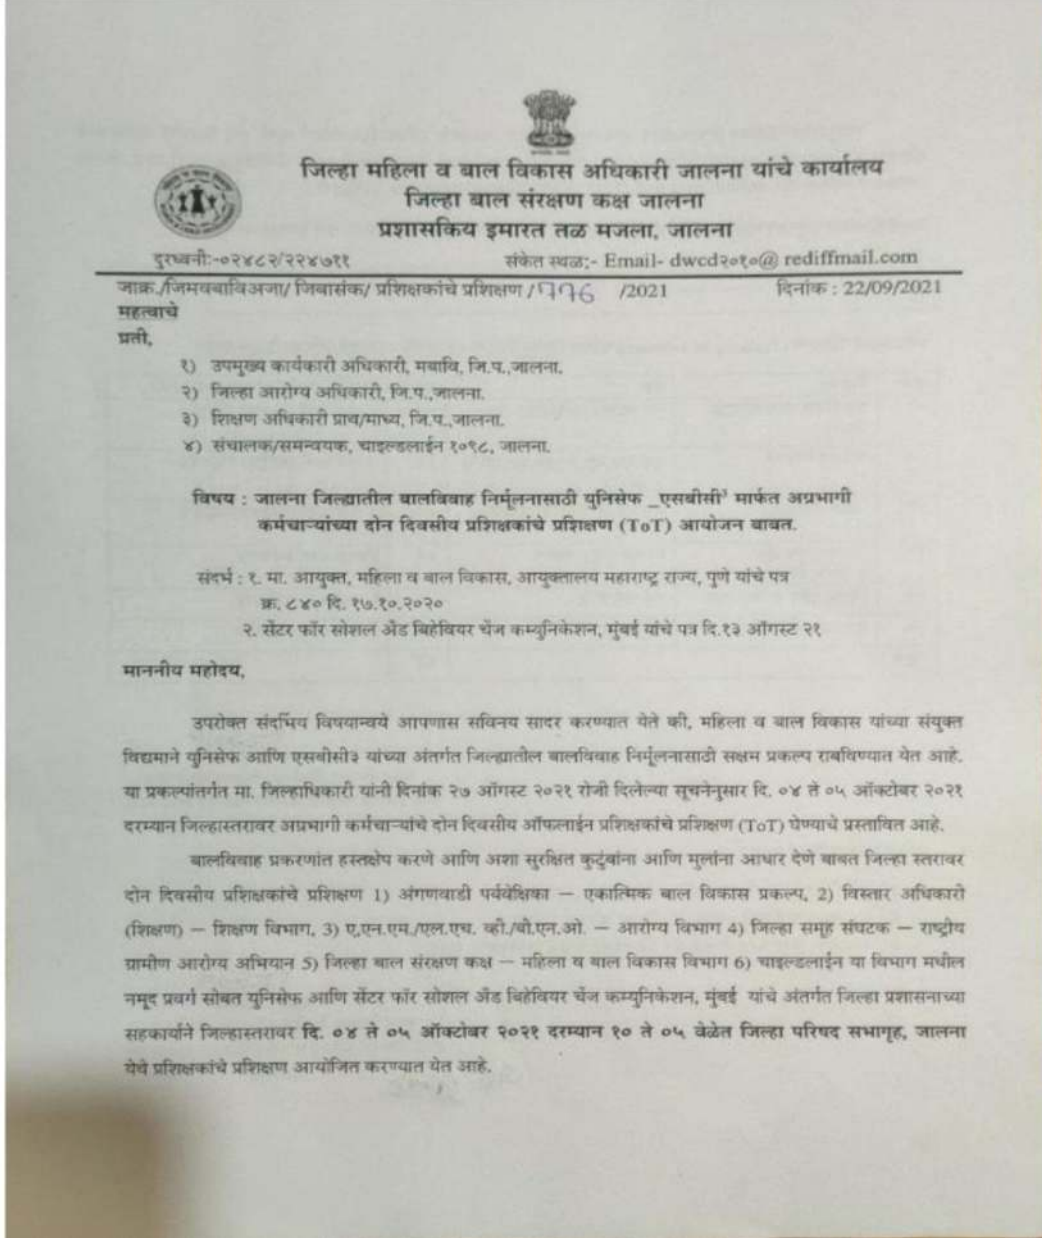 जिल्हा महिला व बाल विकास अधिकारी जालना यांचे कार्यालय
जिल्हा बाल संरक्षण कक्ष जालना
प्रशासकिय इमारत तळ मजला, जालना
दुरध्वनी:-०२४८२/२२४७११ संकेत स्थळ:- Email- dwcd२०१०@ rediffmail.com
जाक्र./जिमवबाविअजा/ जिबासंक/ प्रशिक्षकांचे प्रशिक्षण / /2021 दिनांक : 22/09/2021
महत्वाचे
प्रती,
१) उपमुख्य कार्यकारी अधिकारी, मबावि, जि.प.,जालना.
२) जिल्हा आरोग्य अधिकारी, जि.प.,जालना.
३) शिक्षण अधिकारी प्राथ/माध्य, जि.प.,जालना.
४) संचालक/समन्वयक, चाइल्डलाईन १०९८, जालना.
विषय : जालना जिल्ह्यातील बालविवाह निर्मूलनासाठी युनिसेफ _एसबीसी³ मार्फत अग्रभागी
कर्मचाऱ्यांच्या दोन दिवसीय प्रशिक्षकांचे प्रशिक्षण (ToT) आयोजन बाबत.
संदर्भ : १. मा. आयुक्त, महिला व बाल विकास, आयुक्तालय महाराष्ट्र राज्य, पुणे यांचे पत्र
क्र. ८४० दि. १७.१०.२०२०
२. सेंटर फॉर सोशल अँड बिहेवियर चेंज कम्युनिकेशन, मुंबई यांचे पत्र दि.१३ ऑगस्ट २१
माननीय महोदय,
उपरोक्त संदर्भिय विषयान्वये आपणास सविनय सादर करण्यात येते की, महिला व बाल विकास यांच्या संयुक्त
विद्यमाने युनिसेफ आणि एसबीसी३ यांच्या अंतर्गत जिल्ह्यातील बालविवाह निर्मूलनासाठी सक्षम प्रकल्प राबविण्यात येत आहे.
या प्रकल्पांतर्गत मा. जिल्हाधिकारी यांनी दिनांक २७ ऑगस्ट २०२१ रोजी दिलेल्या सूचनेनुसार दि. ०४ ते ०५ ऑक्टोबर २०२१
दरम्यान जिल्हास्तरावर अग्रभागी कर्मचाऱ्यांचे दोन दिवसीय ऑफलाईन प्रशिक्षकांचे प्रशिक्षण (ToT) घेण्याचे प्रस्तावित आहे.
बालविवाह प्रकरणांत हस्तक्षेप करणे आणि अशा सुरक्षित कुटुंबांना आणि मुलांना आधार देणे बाबत जिल्हा स्तरावर
दोन दिवसीय प्रशिक्षकांचे प्रशिक्षण 1) अंगणवाडी पर्यवेक्षिका – एकात्मिक बाल विकास प्रकल्प, 2) विस्तार अधिकारी
(शिक्षण) – शिक्षण विभाग, 3) ए.एन.एम./एल.एच. व्ही./बी.एन.ओ. – आरोग्य विभाग 4) जिल्हा समूह संघटक – राष्ट्रीय
ग्रामीण आरोग्य अभियान 5) जिल्हा बाल संरक्षण कक्ष – महिला व बाल विकास विभाग 6) चाइल्डलाईन या विभाग मधील
नमूद प्रवर्ग सोबत युनिसेफ आणि सेंटर फॉर सोशल अँड बिहेवियर चेंज कम्युनिकेशन, मुंबई यांचे अंतर्गत जिल्हा प्रशासनाच्या
सहकार्याने जिल्हास्तरावर दि. ०४ ते ०५ ऑक्टोबर २०२१ दरम्यान १० ते ०५ वेळेत जिल्हा परिषद सभागृह, जालना
येथे प्रशिक्षकांचे प्रशिक्षण आयोजित करण्यात येत आहे.